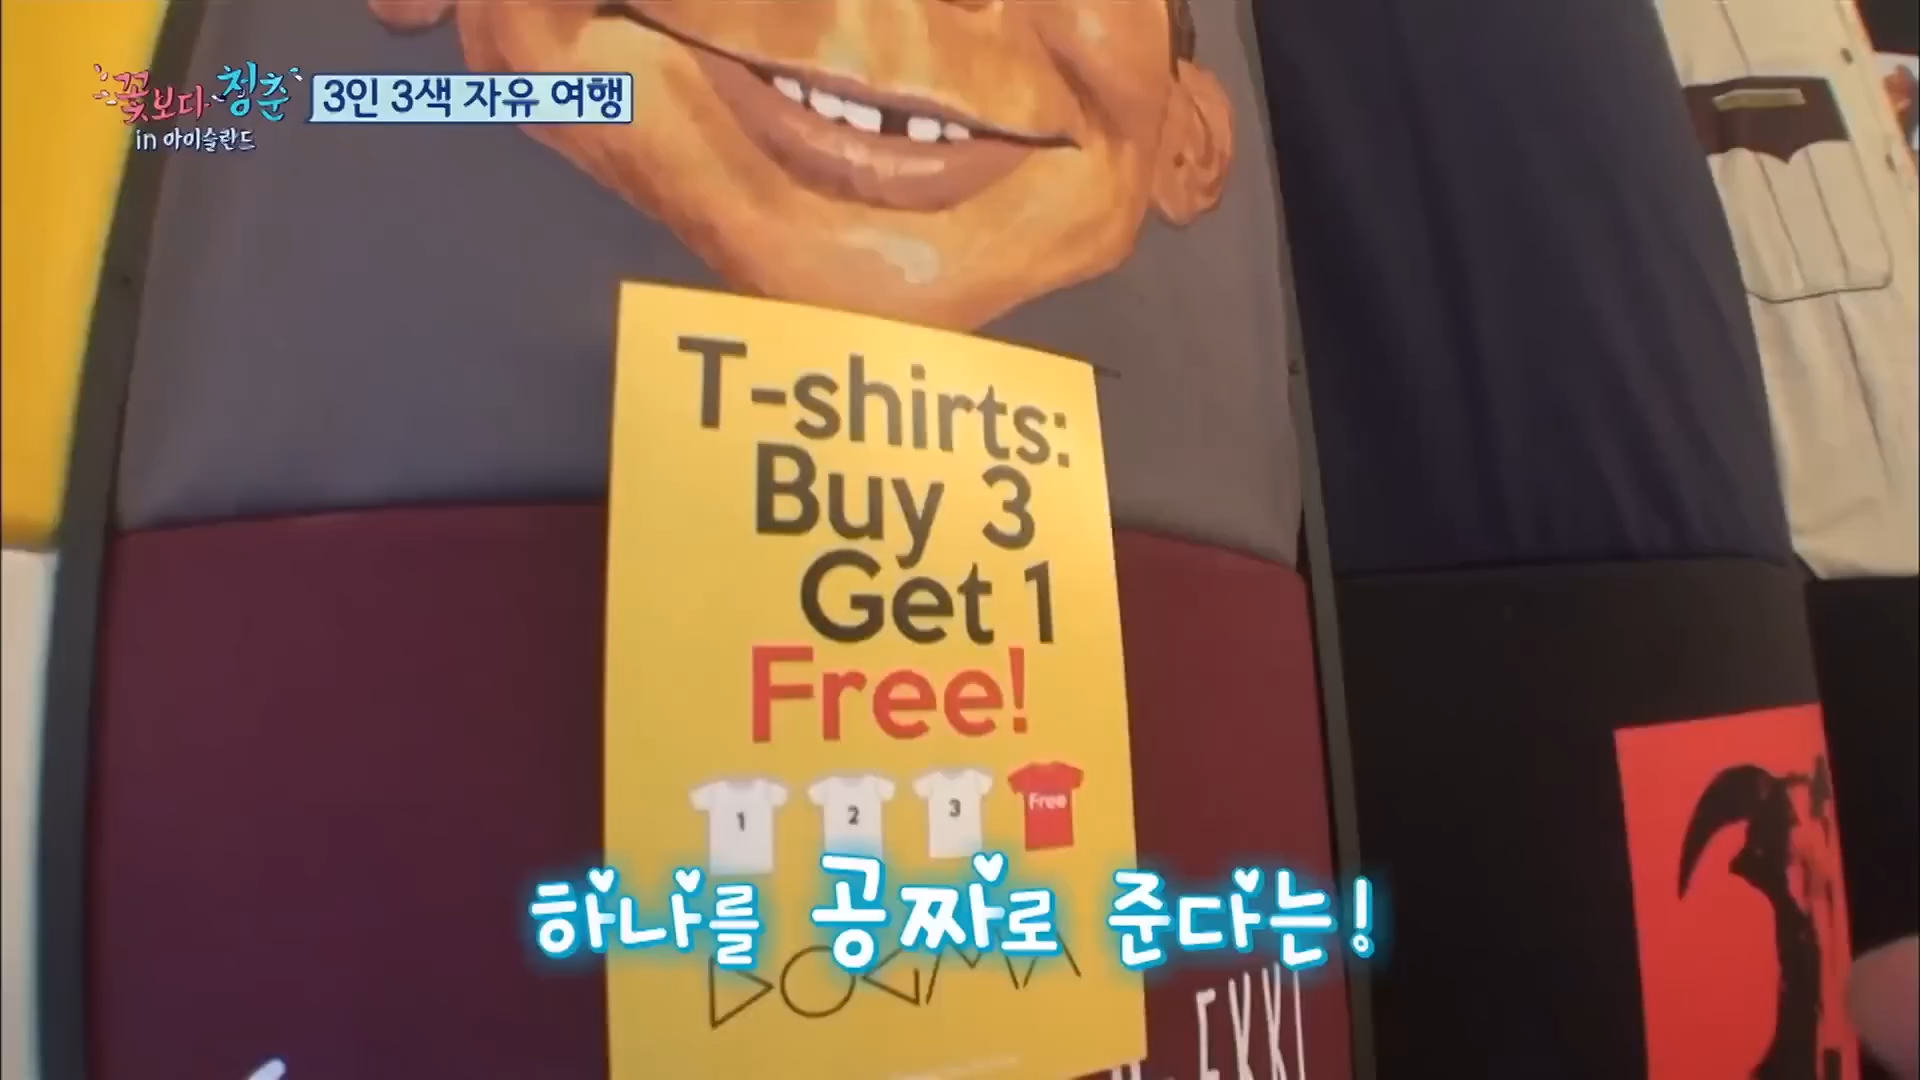 꽃보다 청춘
in 아이슬란드
3인 3색 자유 여행
T-shirts:
Buy 3
Get 1
Free!
1 2 3 Free
하나를 공짜로 준다는!
DOGMA
EKKI